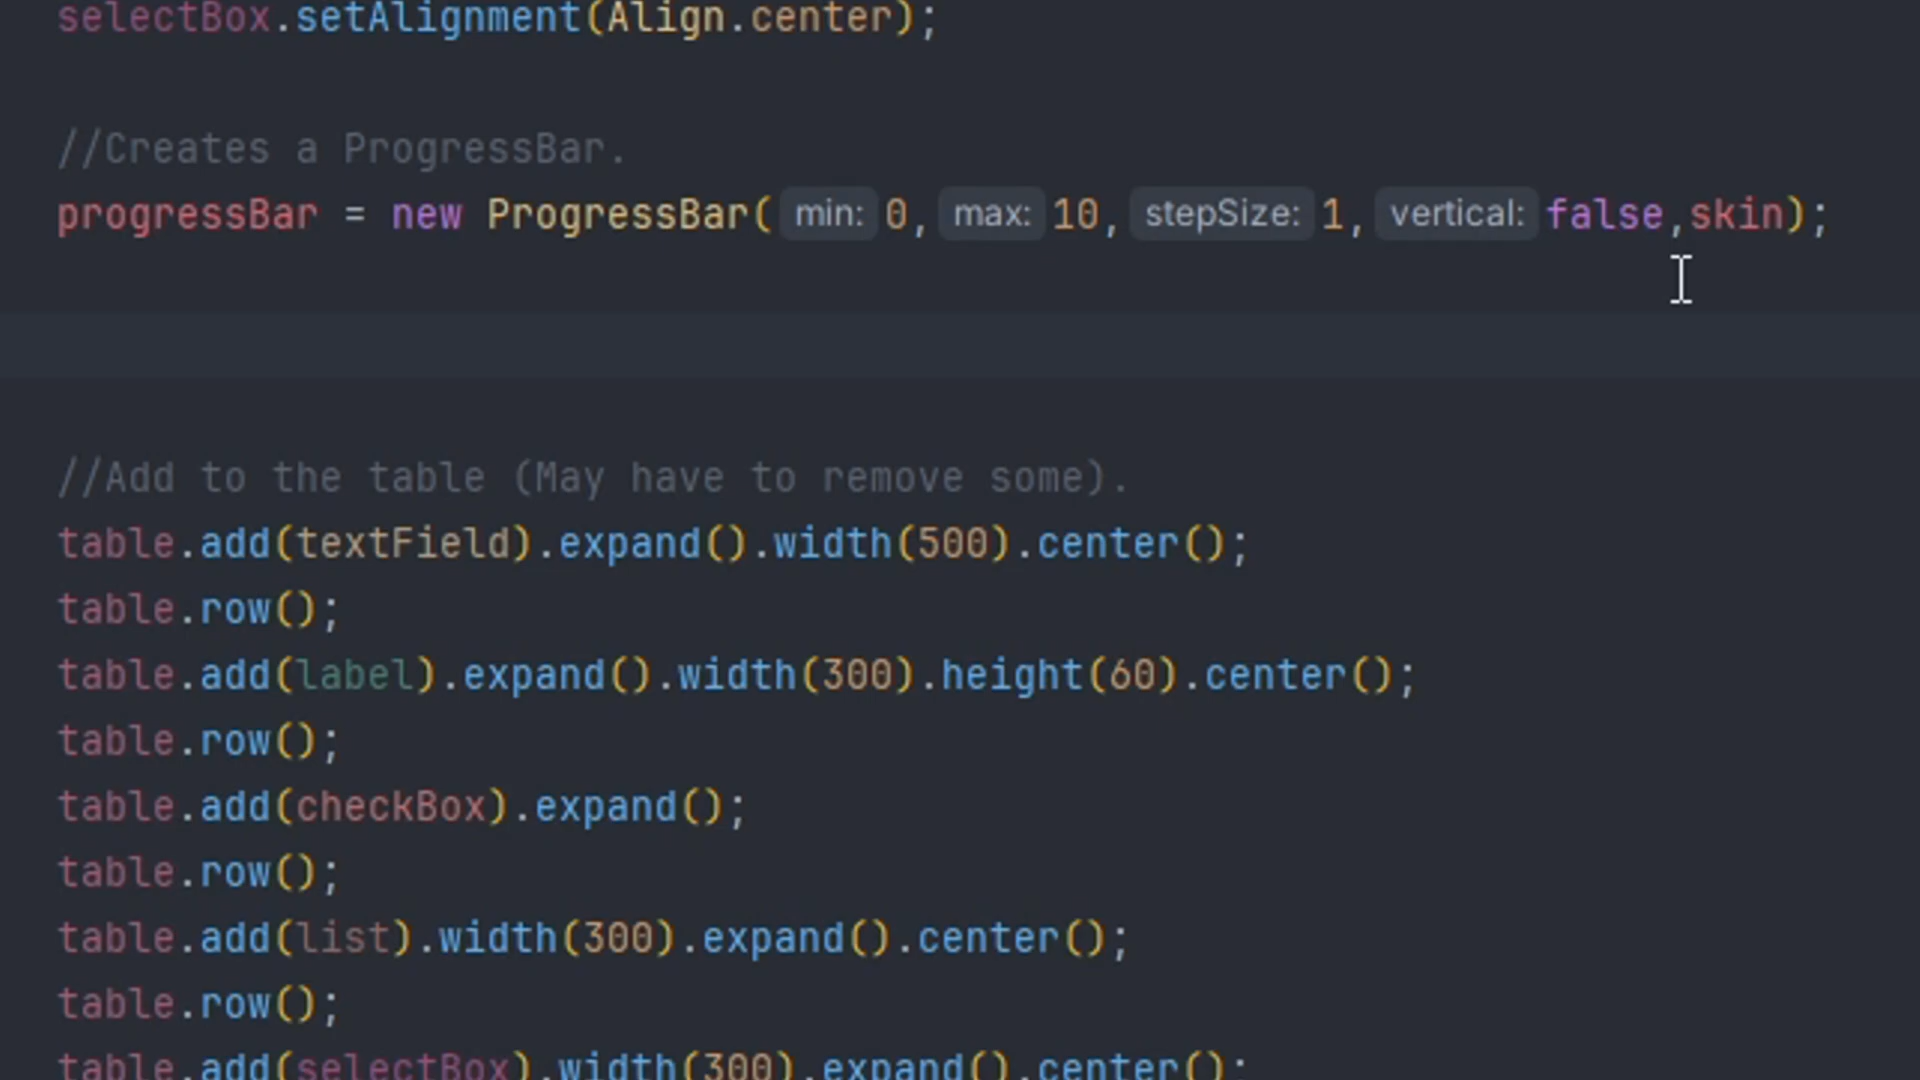 selectBox.setAlignment(Align.center);
//Creates a ProgressBar.
progressBar = new ProgressBar( min: 0, max: 10, stepSize: 1, vertical: false,skin);
//Add to the table (May have to remove some).
table.add(textField).expand().width(500).center();
table.row();
table.add(label).expand().width(300).height(60).center();
table.row();
table.add(checkBox).expand();
table.row();
table.add(list).width(300).expand().center();
table.row();
table.add(selectBox).width(300).expand().center();